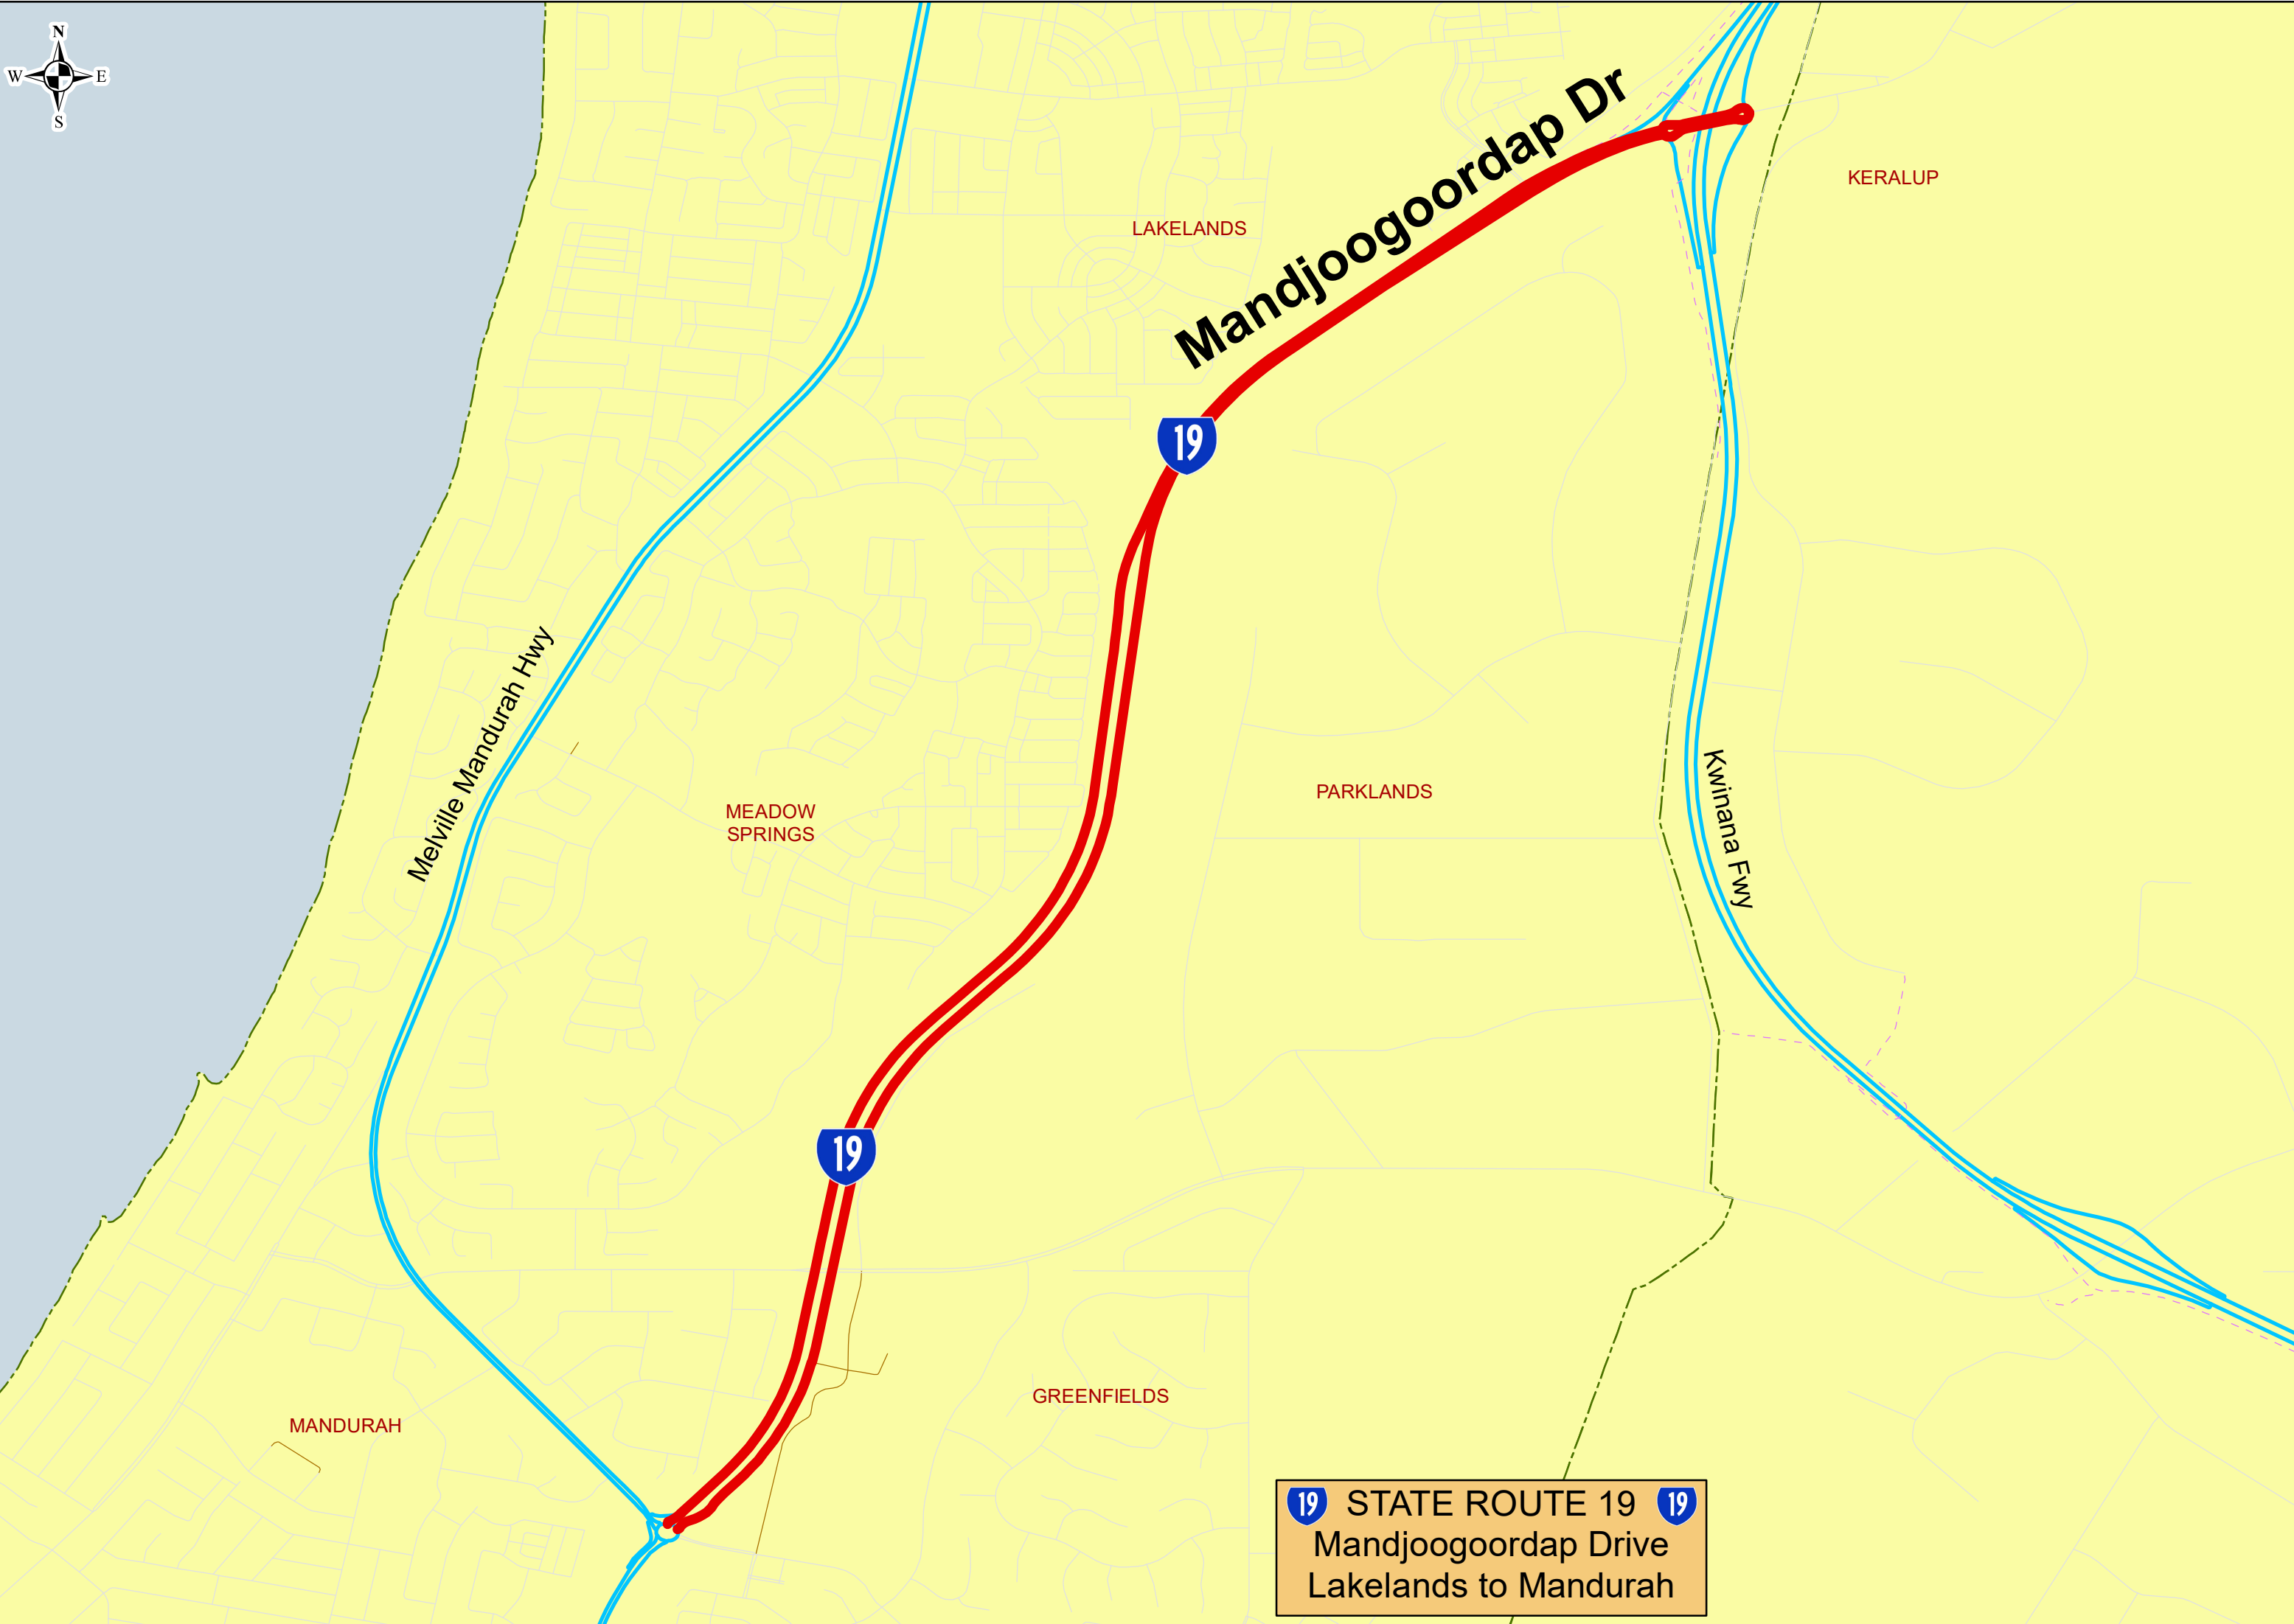 N
W E
S
Mandjoogoordap Dr
KERALUP
LAKELANDS
19
Melville Mandurah Hwy
MEADOW
SPRINGS
PARKLANDS
Kwinana Fwy
19
GREENFIELDS
MANDURAH
19 STATE ROUTE 19 19
Mandjoogoordap Drive
Lakelands to Mandurah